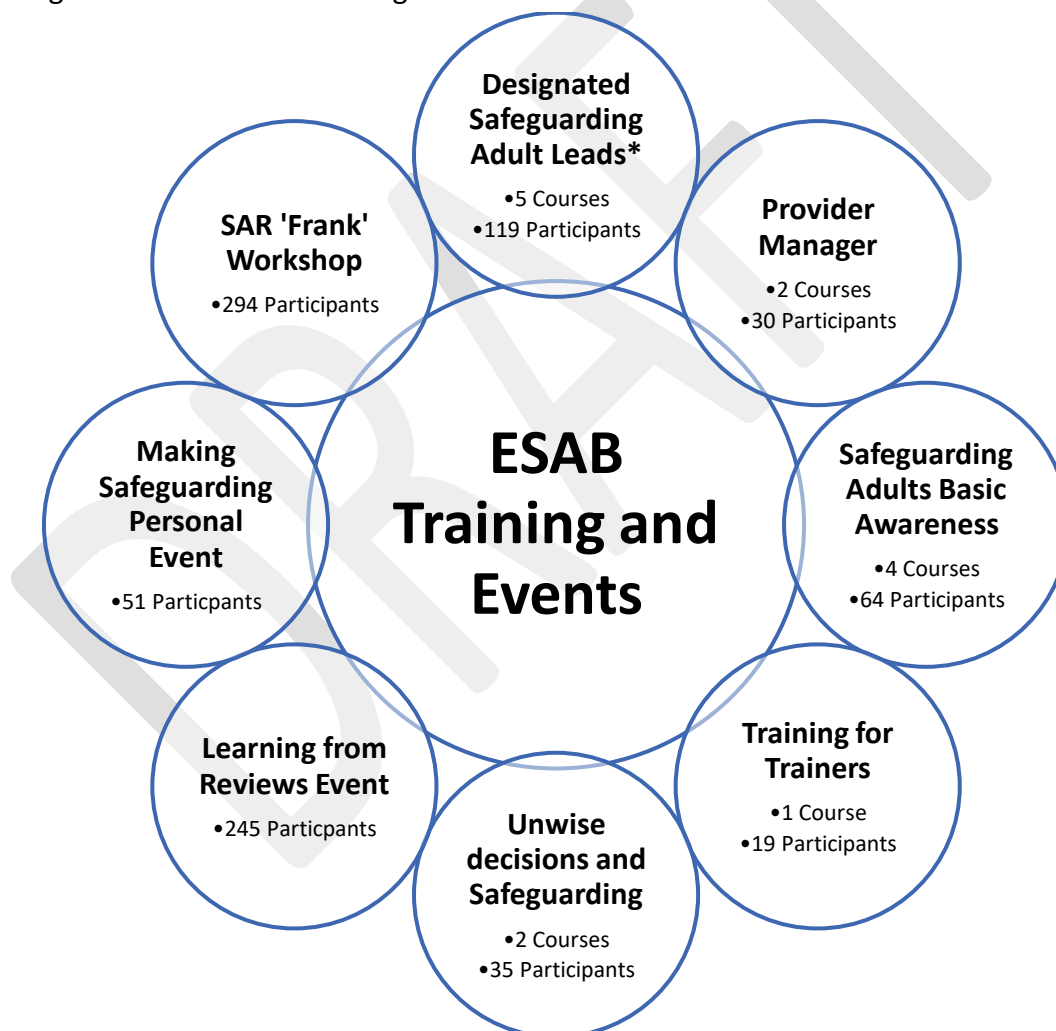 Designated
Safeguarding
Adult Leads*
•5 Courses
•119 Participants
Provider
Manager
•2 Courses
•30 Participants
Safeguarding
Adults Basic
Awareness
•4 Courses
•64 Participants
Training for
Trainers
•1 Course
•19 Participants
Unwise
decisions and
Safeguarding
•2 Courses
•35 Participants
Learning from
Reviews Event
•245 Particpants
Making
Safeguarding
Personal
Event
•51 Particpants
SAR 'Frank'
Workshop
•294 Participants
ESAB
Training and
Events
DRAFT